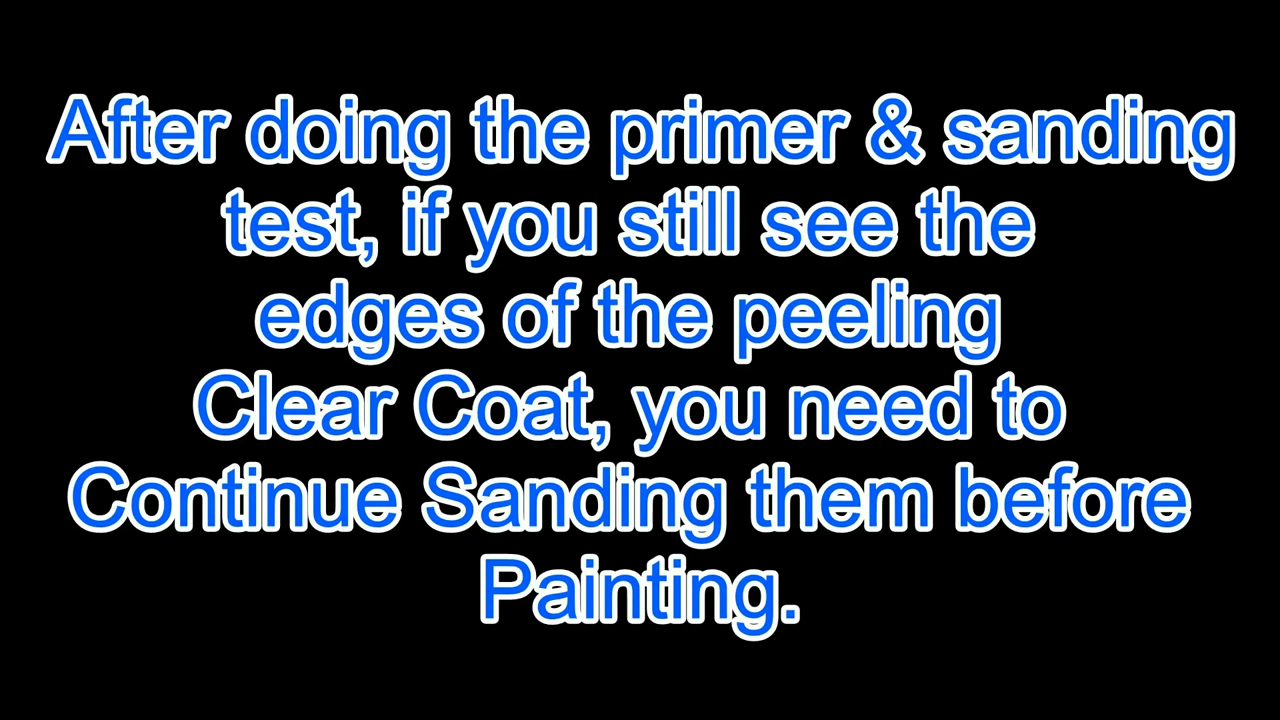 After doing the primer & sanding
test, if you still see the
edges of the peeling
Clear Coat, you need to
Continue Sanding them before
Painting.